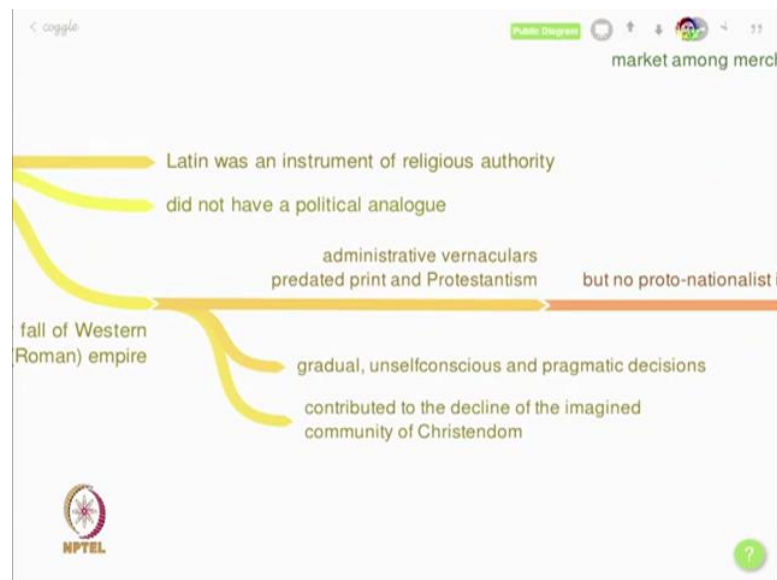 coggle
Public Diagram
market among merch
Latin was an instrument of religious authority
did not have a political analogue
administrative vernaculars
predated print and Protestantism
but no proto-nationalist i
fall of Western
(Roman) empire
gradual, unselfconscious and pragmatic decisions
contributed to the decline of the imagined
community of Christendom
NPTEL
?